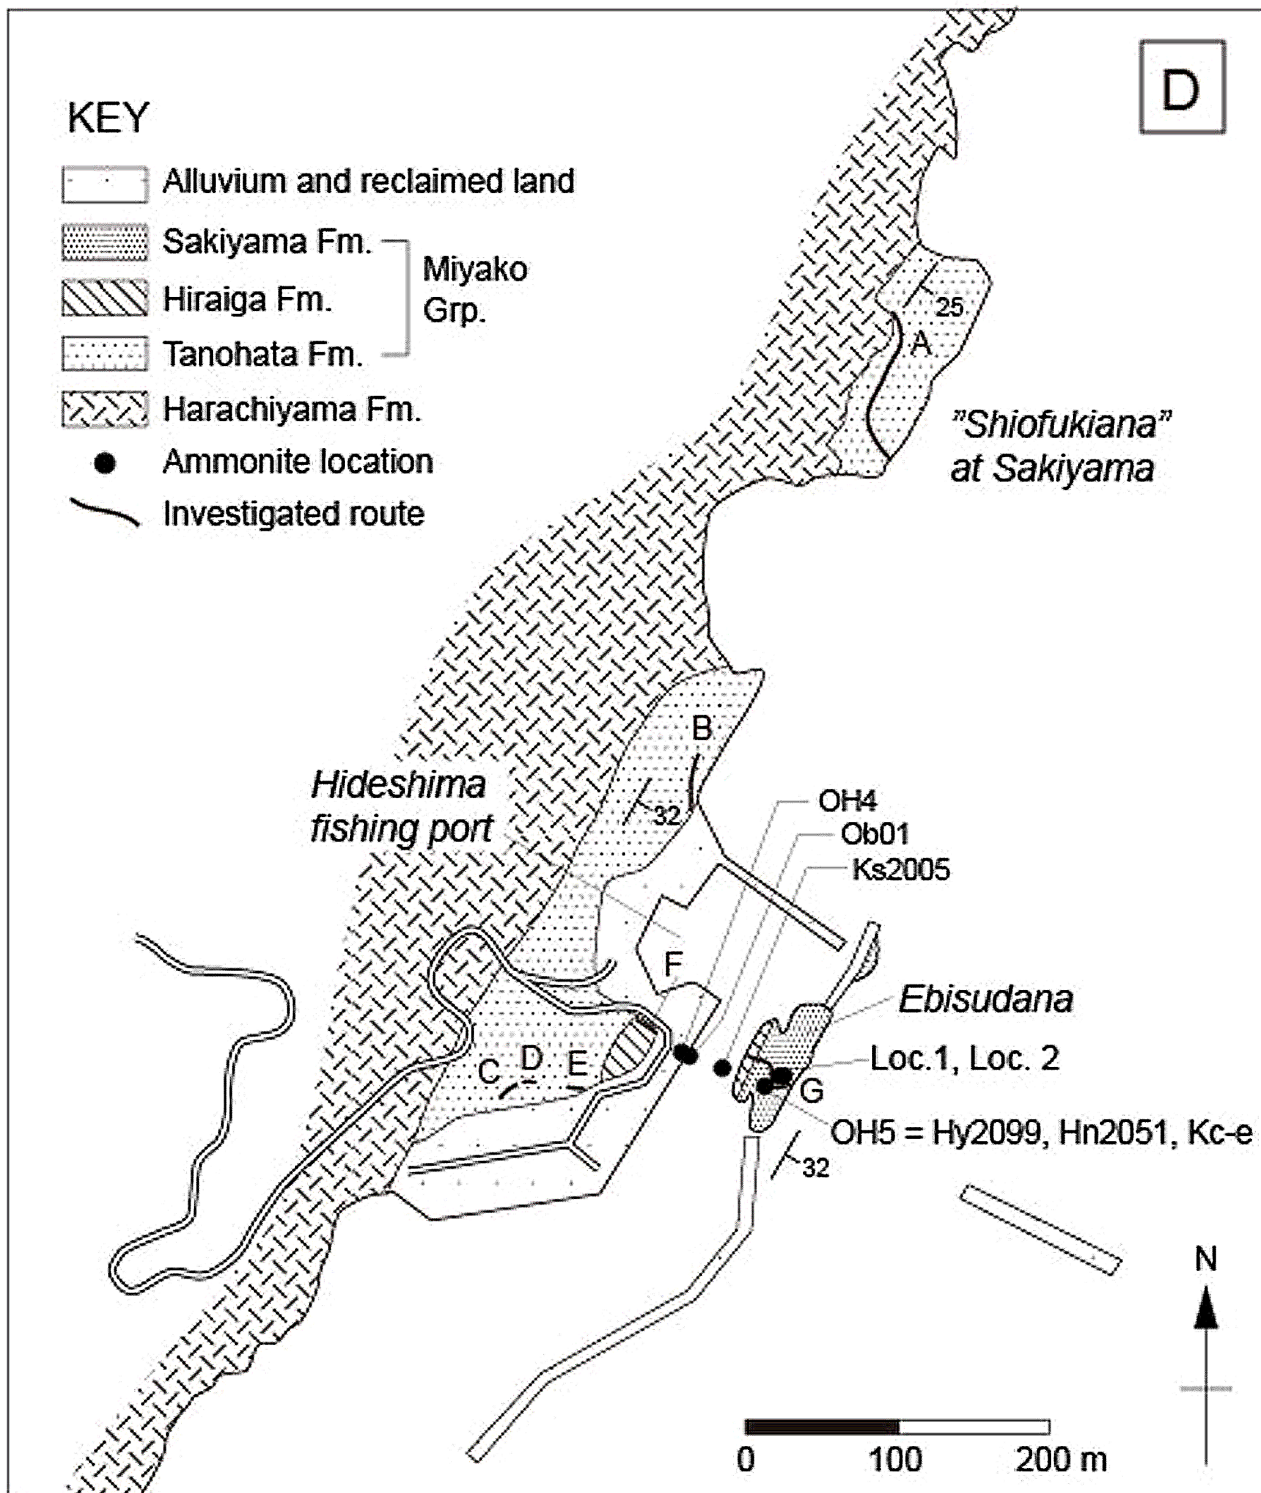 D
KEY
Alluvium and reclaimed land
Sakiyama Fm.
Hiraiga Fm.
Tanohata Fm.
Miyako
Grp.
Harachiyama Fm.
Ammonite location
Investigated route
25
A
"Shiofukiana"
at Sakiyama
B
32
Hideshima
fishing port
OH4
Ob01
Ks2005
F
Ebisudana
Loc.1, Loc. 2
C
D
E
G
OH5 = Hy2099, Hn2051, Kc-e
32
N
0 100 200 m